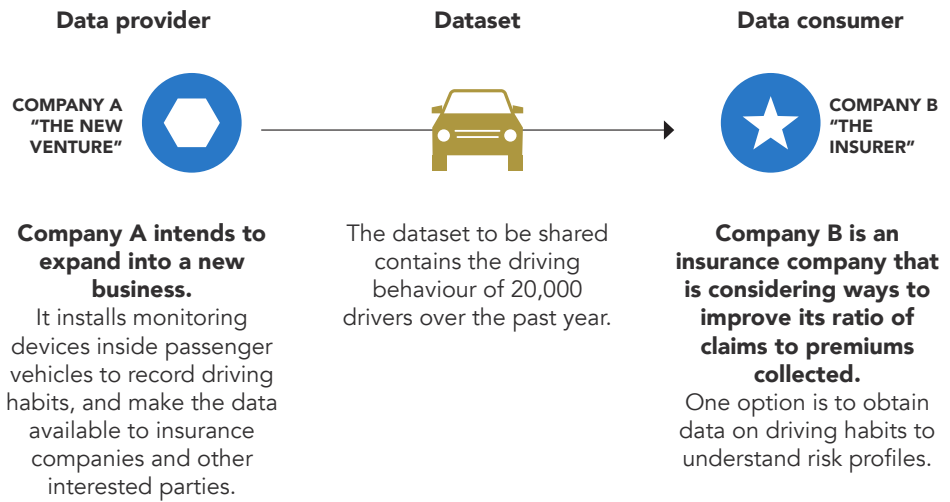 Data provider
Dataset
Data consumer
COMPANY A
"THE NEW
VENTURE"
COMPANY B
"THE
INSURER"
Company A intends to
expand into a new
business.
It installs monitoring
devices inside passenger
vehicles to record driving
habits, and make the data
available to insurance
companies and other
interested parties.
The dataset to be shared
contains the driving
behaviour of 20,000
drivers over the past year.
Company B is an
insurance company that
is considering ways to
improve its ratio of
claims to premiums
collected.
One option is to obtain
data on driving habits to
understand risk profiles.